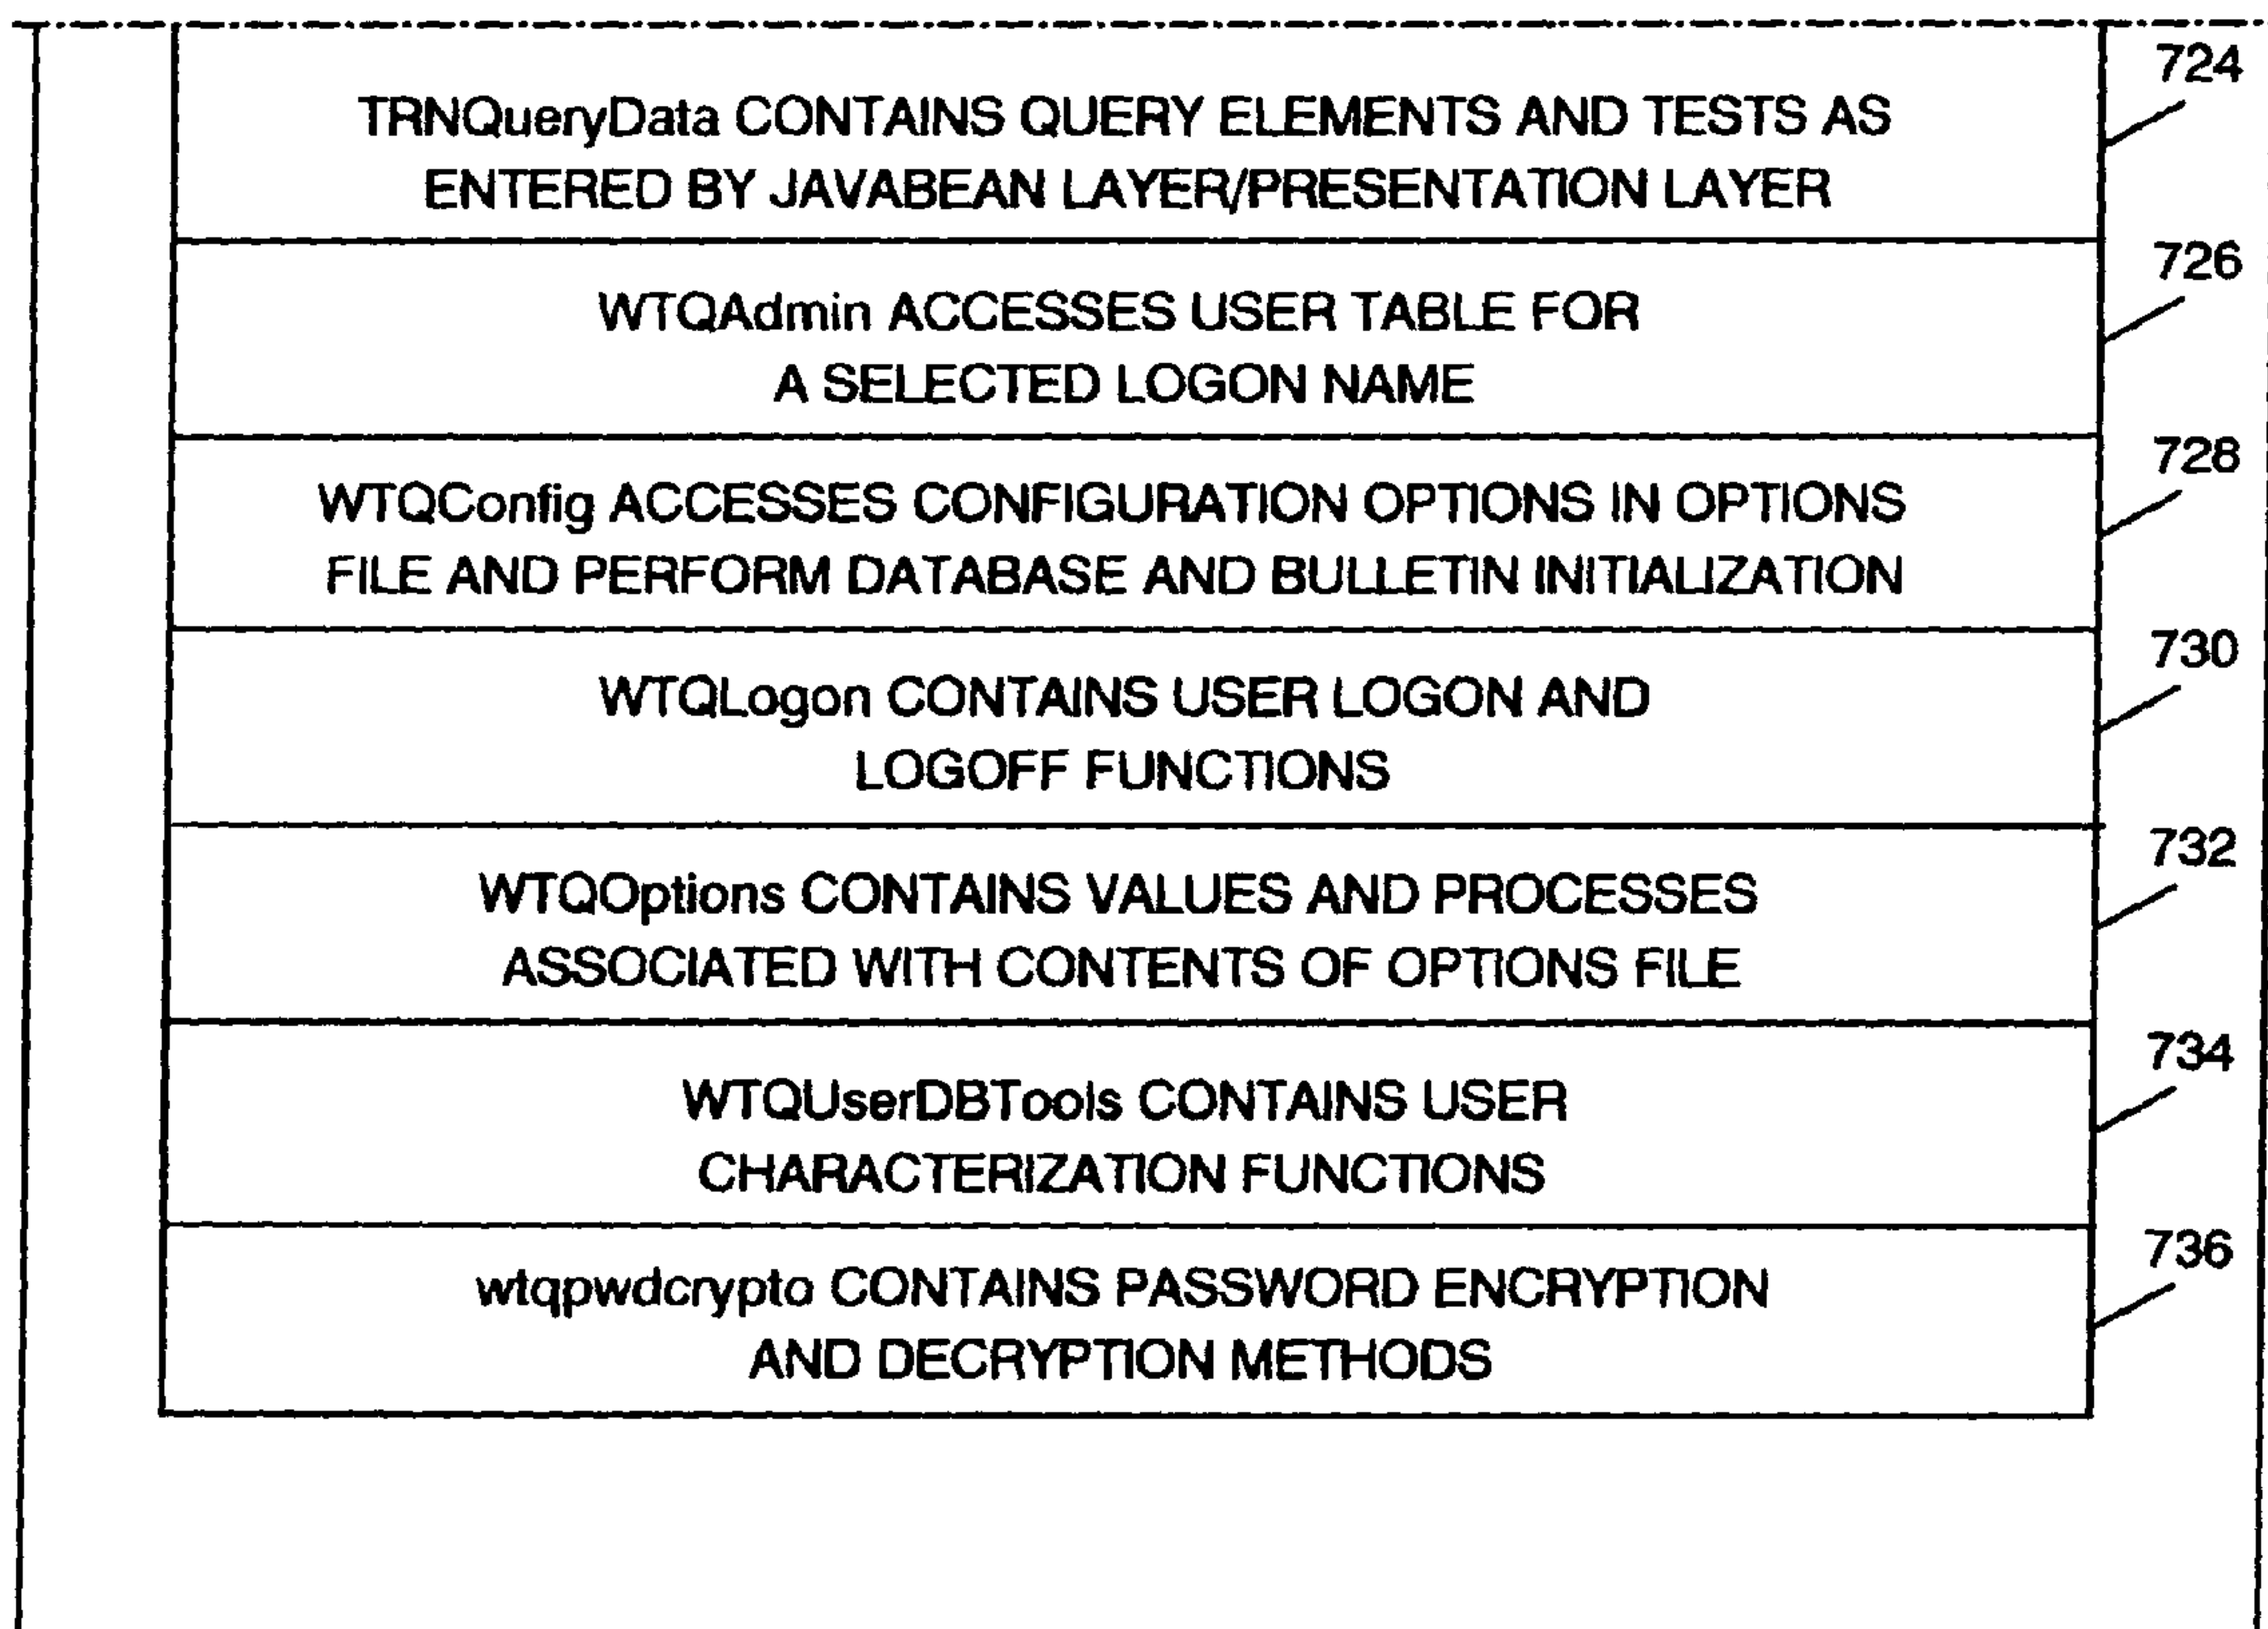 724
TRNQueryData CONTAINS QUERY ELEMENTS AND TESTS AS
ENTERED BY JAVABEAN LAYER/PRESENTATION LAYER
726
WTQAdmin ACCESSES USER TABLE FOR
A SELECTED LOGON NAME
728
WTQConfig ACCESSES CONFIGURATION OPTIONS IN OPTIONS
FILE AND PERFORM DATABASE AND BULLETIN INITIALIZATION
730
WTQLogon CONTAINS USER LOGON AND
LOGOFF FUNCTIONS
732
WTQOptions CONTAINS VALUES AND PROCESSES
ASSOCIATED WITH CONTENTS OF OPTIONS FILE
734
WTQUserDBTools CONTAINS USER
CHARACTERIZATION FUNCTIONS
736
wtqpwdcrypto CONTAINS PASSWORD ENCRYPTION
AND DECRYPTION METHODS